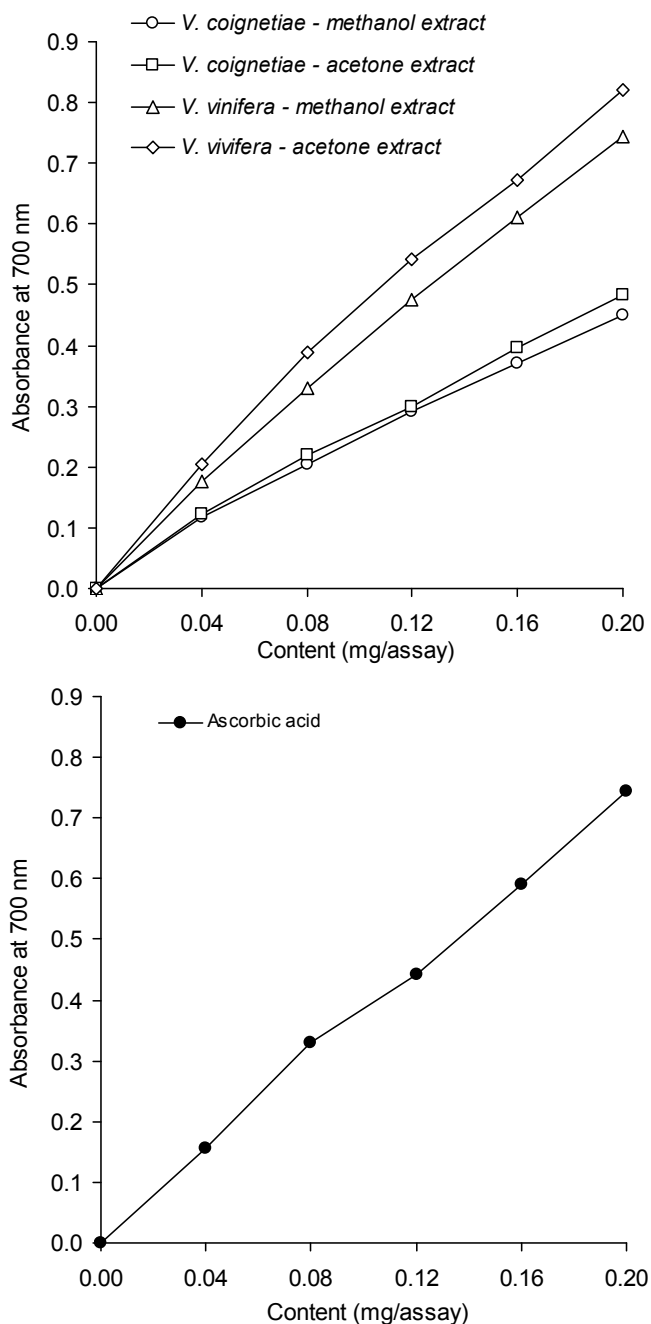 V. coignetiae - methanol extract
V. coignetiae - acetone extract
V. vinifera - methanol extract
V. vivifera - acetone extract
0.9
0.8
0.7
0.6
0.5
0.4
0.3
0.2
0.1
0.0
Absorbance at 700 nm
0.00 0.04 0.08 0.12 0.16 0.20
Content (mg/assay)
Ascorbic acid
0.9
0.8
0.7
0.6
0.5
0.4
0.3
0.2
0.1
0.0
Absorbance at 700 nm
0.00 0.04 0.08 0.12 0.16 0.20
Content (mg/assay)